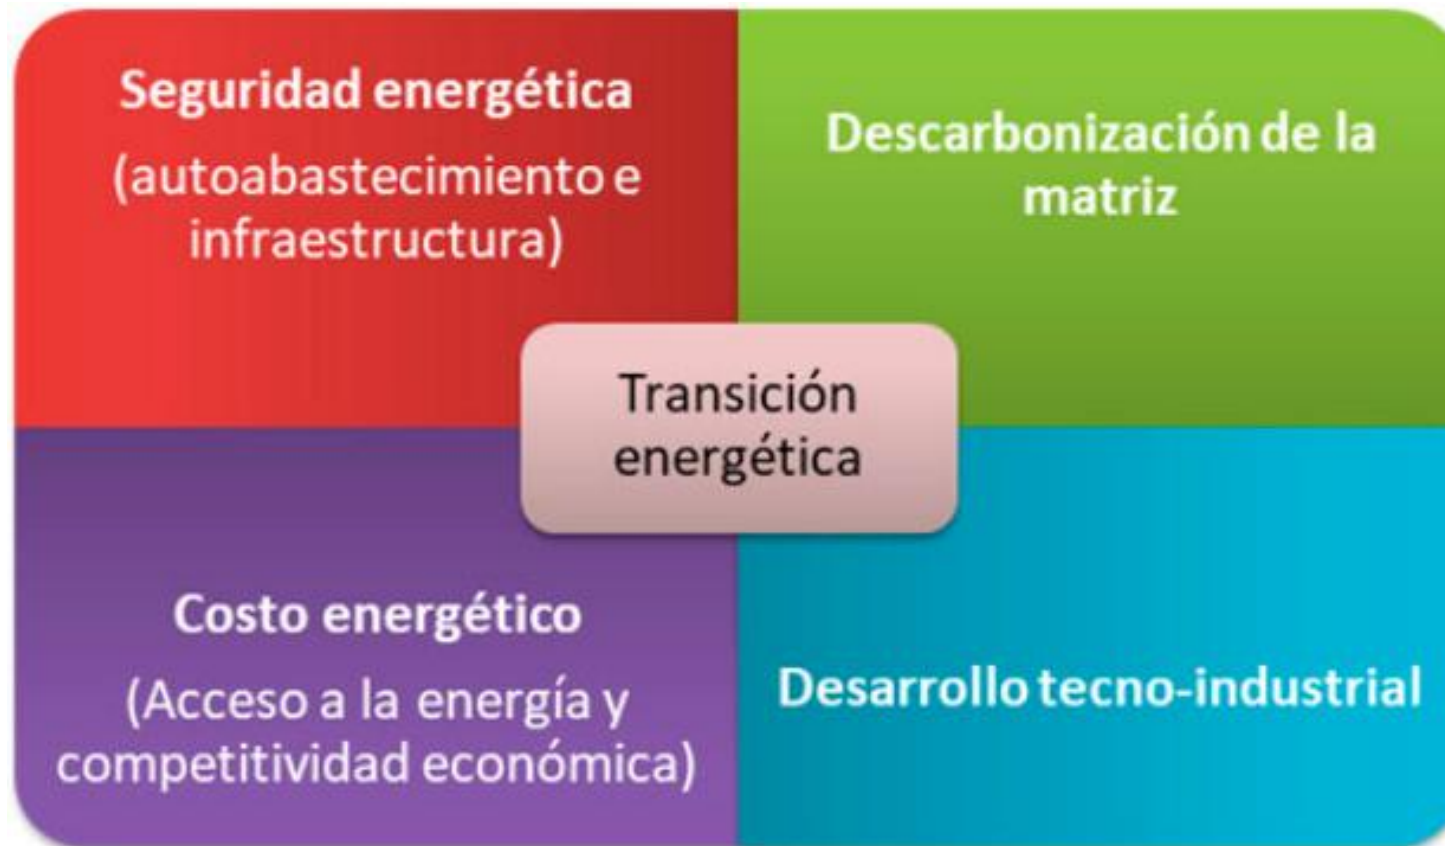 Seguridad energética
(autoabastecimiento e
infraestructura)
Descarbonización de la
matriz
Transición
energética
Costo energético
(Acceso a la energía y
competitividad económica)
Desarrollo tecno-industrial